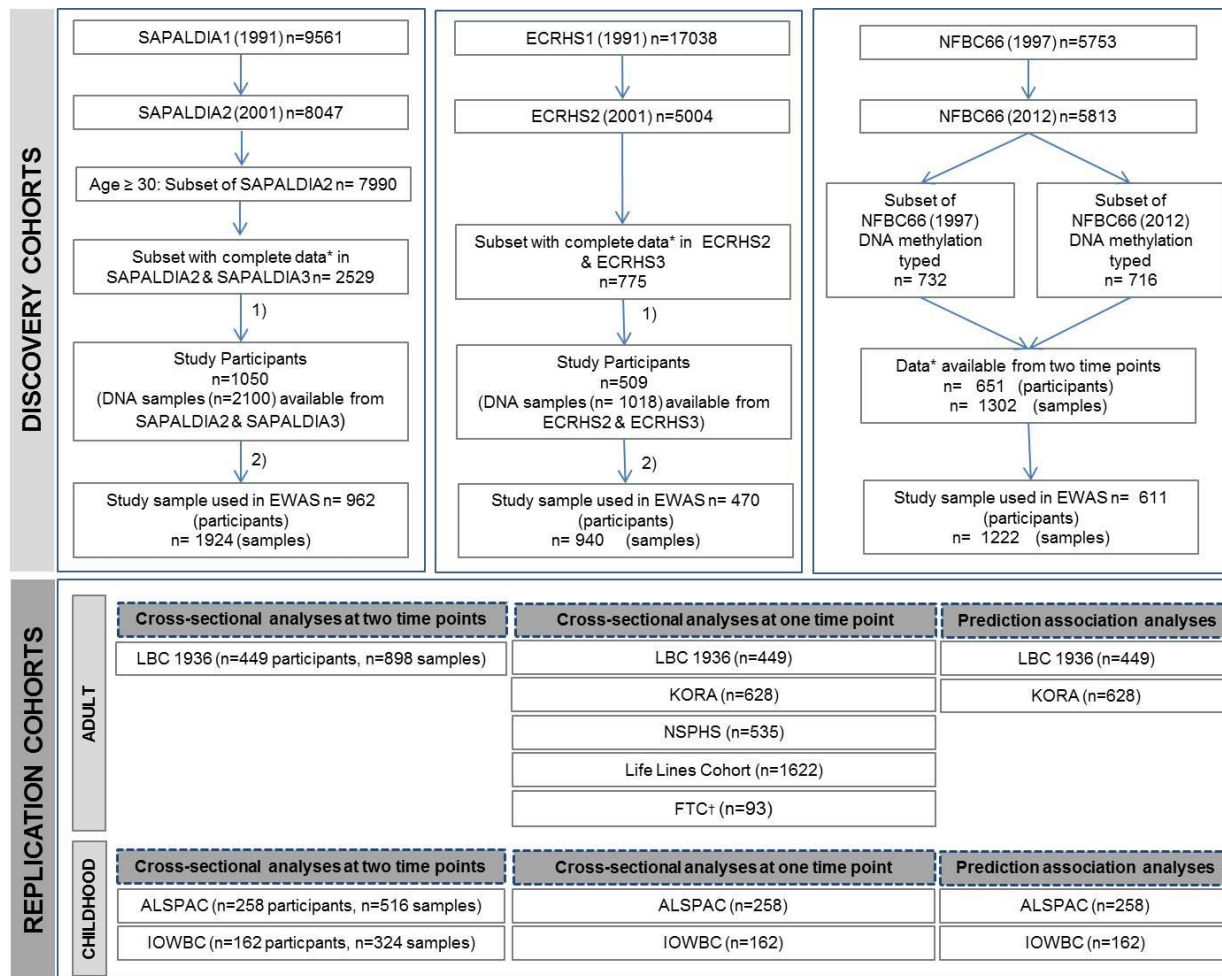 DISCOVERY COHORTS
SAPALDIA1 (1991) n=9561
SAPALDIA2 (2001) n=8047
Age ≥ 30: Subset of SAPALDIA2 n= 7990
Subset with complete data* in
SAPALDIA2 & SAPALDIA3 n= 2529
1)
Study Participants
n=1050
(DNA samples (n=2100) available from
SAPALDIA2 & SAPALDIA3)
2)
Study sample used in EWAS n= 962
(participants)
n= 1924 (samples)
ECRHS1 (1991) n=17038
ECRHS2 (2001) n=5004
Subset with complete data* in ECRHS2
& ECRHS3
n=775
1)
Study Participants
n=509
(DNA samples (n= 1018) available from
ECRHS2 & ECRHS3)
2)
Study sample used in EWAS n= 470
(participants)
n= 940 (samples)
NFBC66 (1997) n=5753
NFBC66 (2012) n=5813
Subset of
NFBC66 (1997)
DNA methylation
typed
n= 732
Subset of
NFBC66 (2012)
DNA methylation
typed
n= 716
Data* available from two time points
n= 651 (participants)
n= 1302 (samples)
Study sample used in EWAS n= 611
(participants)
n= 1222 (samples)
REPLICATION COHORTS
ADULT
Cross-sectional analyses at two time points
LBC 1936 (n=449 participants, n=898 samples)
Cross-sectional analyses at one time point
LBC 1936 (n=449)
KORA (n=628)
NSPHS (n=535)
Life Lines Cohort (n=1622)
FTC† (n=93)
Prediction association analyses
LBC 1936 (n=449)
KORA (n=628)
CHILDHOOD
Cross-sectional analyses at two time points
ALSPAC (n=258 participants, n=516 samples)
IOWBC (n=162 particpants, n=324 samples)
Cross-sectional analyses at one time point
ALSPAC (n=258)
IOWBC (n=162)
Prediction association analyses
ALSPAC (n=258)
IOWBC (n=162)